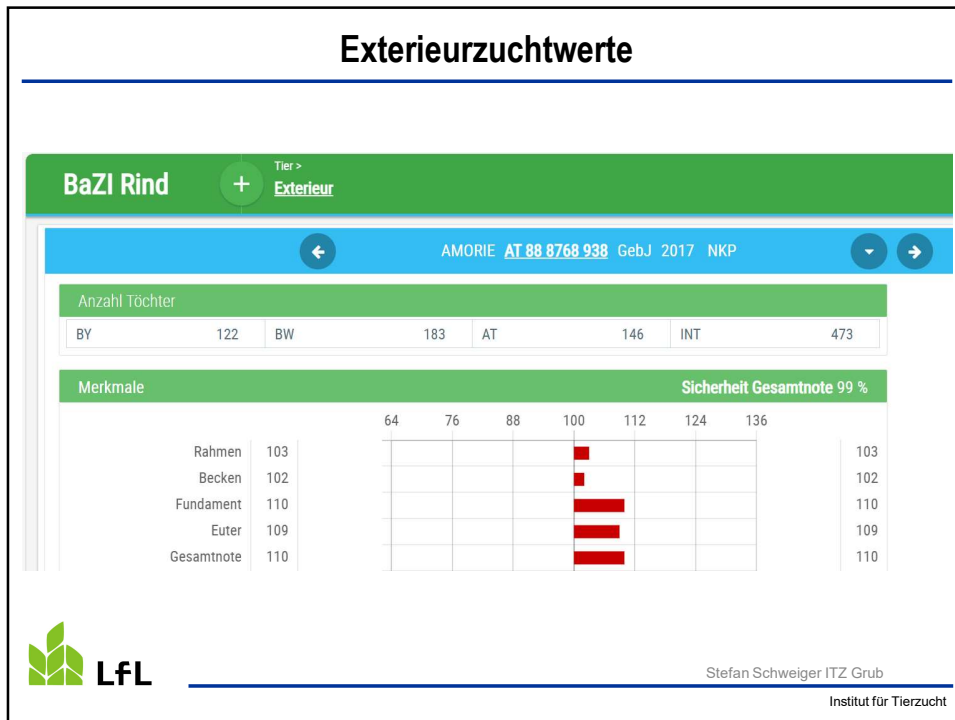 Exterieurzuchtwerte
BaZI Rind + Tier >
Exterieur
AMORIE AT 88 8768 938 GebJ 2017 NKP
Anzahl Töchter
BY 122 BW 183 AT 146 INT 473
Merkmale Sicherheit Gesamtnote 99 %
64 76 88 100 112 124 136
Rahmen 103 103
Becken 102 102
Fundament 110 110
Euter 109 109
Gesamtnote 110 110
LfL
Stefan Schweiger ITZ Grub
Institut für Tierzucht